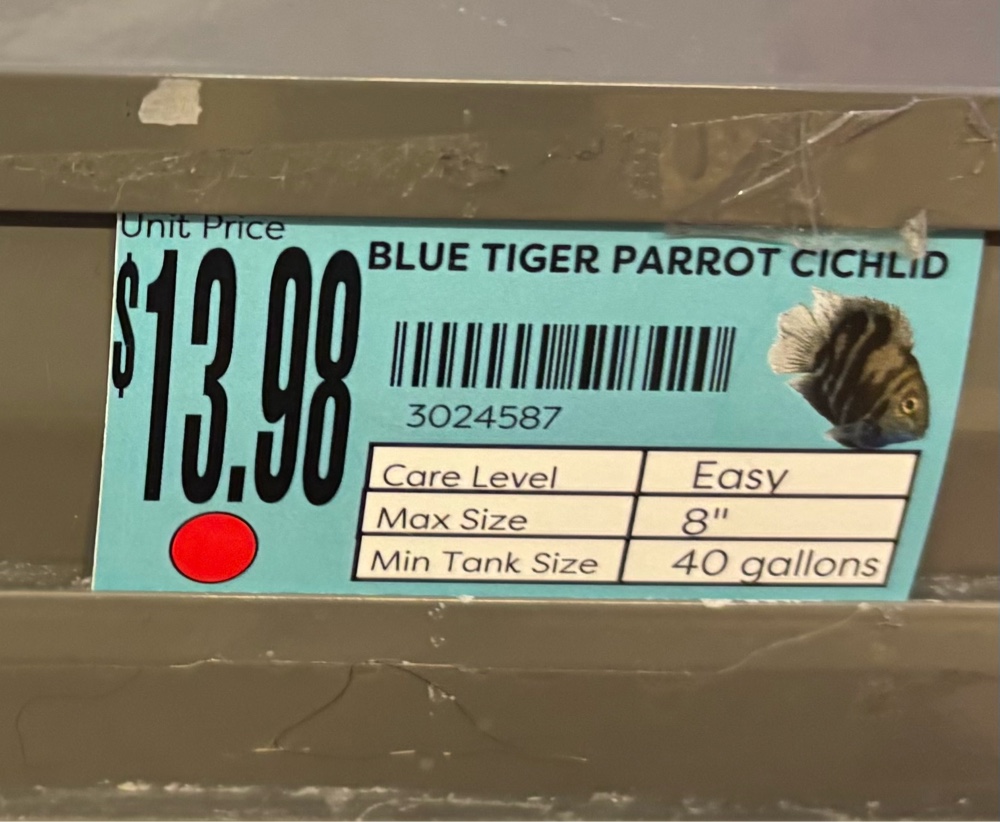 Unit Price
$13.98
BLUE TIGER PARROT CICHLID
3024587
Care Level Easy
Max Size 8"
Min Tank Size 40 gallons